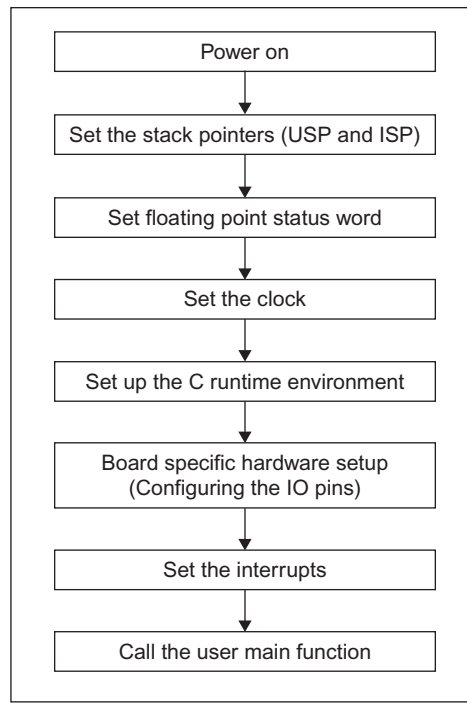 Power on
Set the stack pointers (USP and ISP)
Set floating point status word
Set the clock
Set up the C runtime environment
Board specific hardware setup
(Configuring the IO pins)
Set the interrupts
Call the user main function